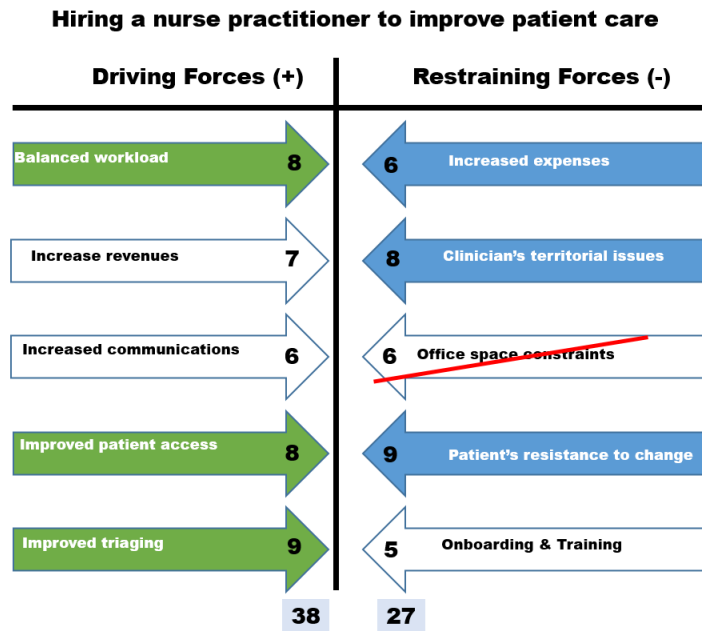 Hiring a nurse practitioner to improve patient care
Driving Forces (+)
Restraining Forces (-)
Balanced workload 8
6 Increased expenses
Increase revenues 7
8 Clinician's territorial issues
Increased communications 6
6 Office space constraints
Improved patient access 8
9 Patient's resistance to change
Improved triaging 9
5 Onboarding & Training
38
27